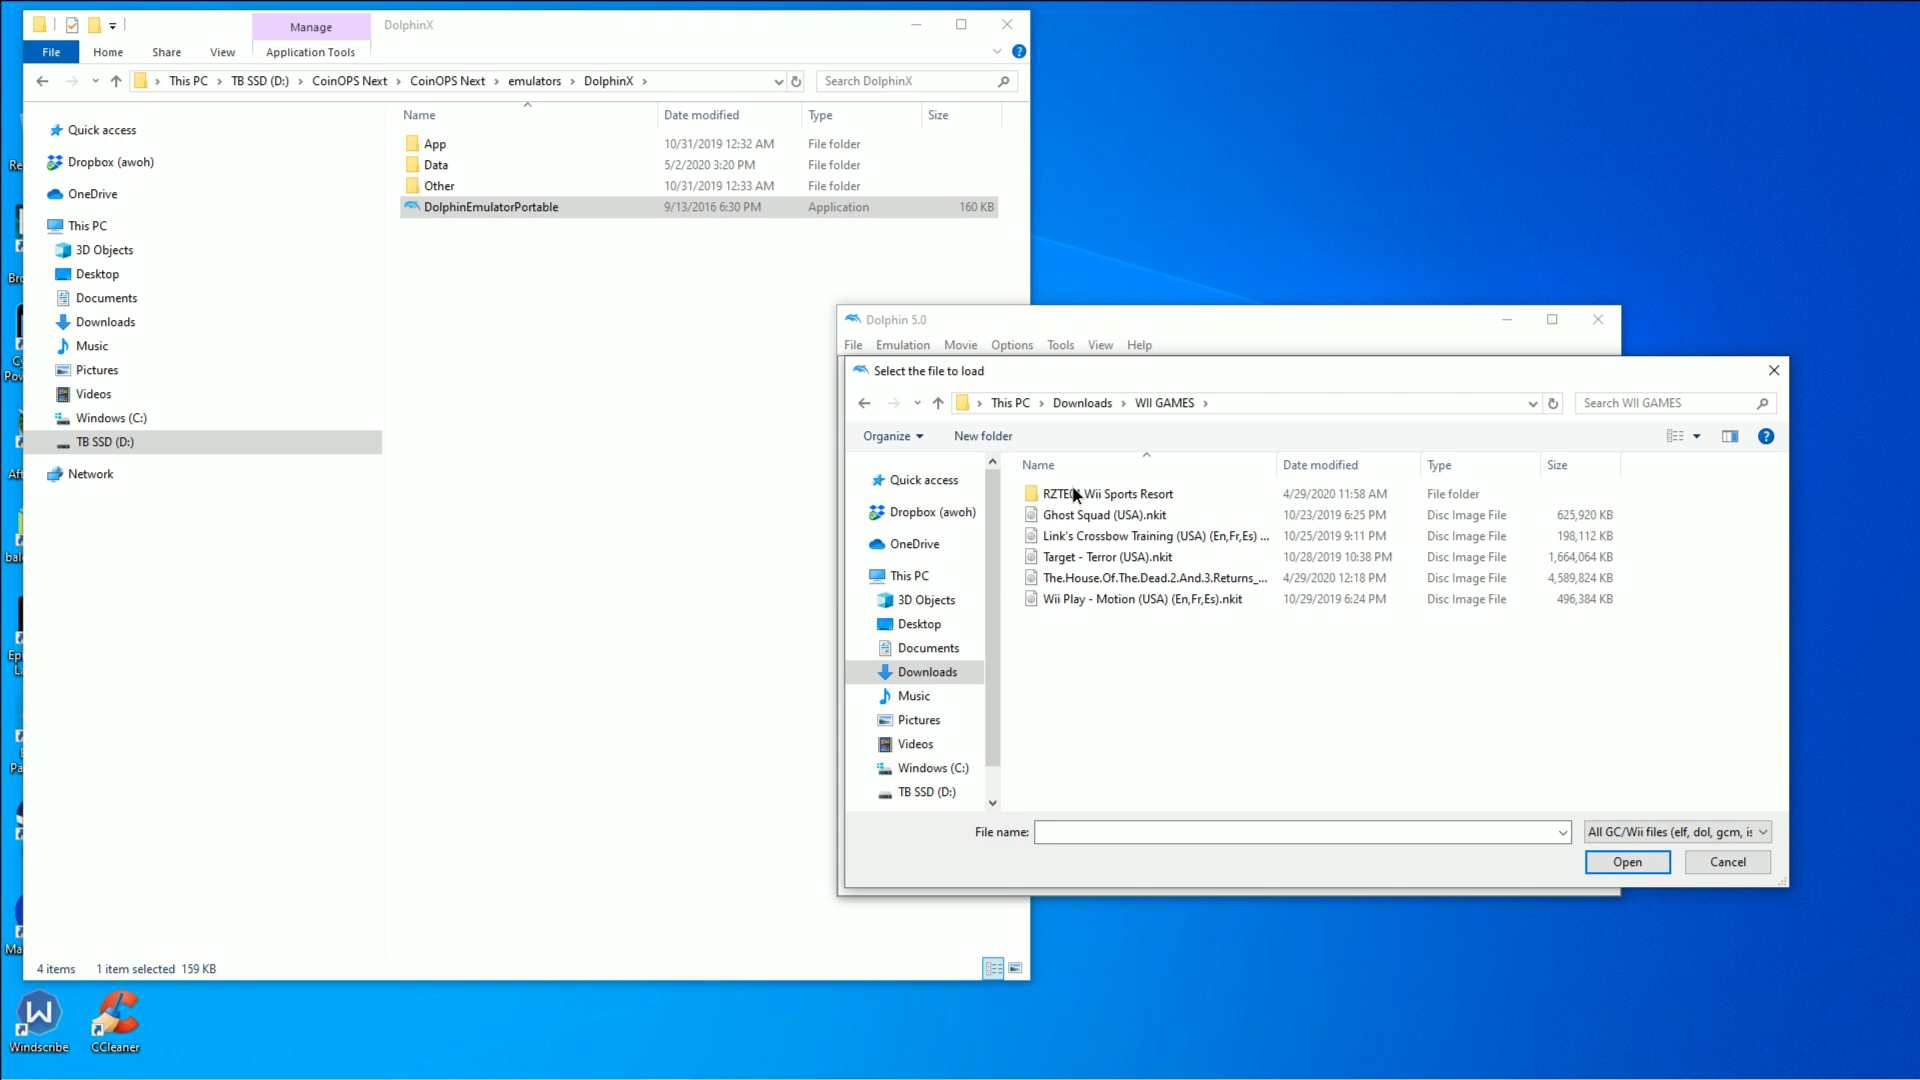 Manage
DolphinX
File
Home
Share
View
Application Tools
This PC
TB SSD (D:)
CoinOPS Next
CoinOPS Next
emulators
DolphinX
Search DolphinX
Name
Date modified
Type
Size
App
10/31/2019 12:32 AM
File folder
Data
5/2/2020 3:20 PM
File folder
Other
10/31/2019 12:33 AM
File folder
DolphinEmulatorPortable
9/13/2016 6:30 PM
Application
160 KB
Quick access
Dropbox (awoh)
OneDrive
This PC
3D Objects
Desktop
Documents
Downloads
Music
Pictures
Videos
Windows (C:)
TB SSD (D:)
Network
4 items
1 item selected 159 KB
Dolphin 5.0
File
Emulation
Movie
Options
Tools
View
Help
Select the file to load
This PC
Downloads
WII GAMES
Search WII GAMES
Organize
New folder
Name
Date modified
Type
Size
Wii Sports Resort
4/29/2020 11:58 AM
File folder
Ghost Squad (USA).nkit
10/23/2019 6:25 PM
Disc Image File
625,920 KB
Link's Crossbow Training (USA) (En,Fr,Es) ...
10/25/2019 9:11 PM
Disc Image File
198,112 KB
Target - Terror (USA).nkit
10/28/2019 10:38 PM
Disc Image File
1,664,064 KB
The.House.Of.The.Dead.2.And.3.Returns_...
4/29/2020 12:18 PM
Disc Image File
4,589,824 KB
Wii Play - Motion (USA) (En,Fr,Es).nkit
10/29/2019 6:24 PM
Disc Image File
496,384 KB
Quick access
Dropbox (awoh)
OneDrive
This PC
3D Objects
Desktop
Documents
Downloads
Music
Pictures
Videos
Windows (C:)
TB SSD (D:)
File name:
All GC/Wii files (elf, dol, gcm, is
Open
Cancel
Windscribe
CCleaner